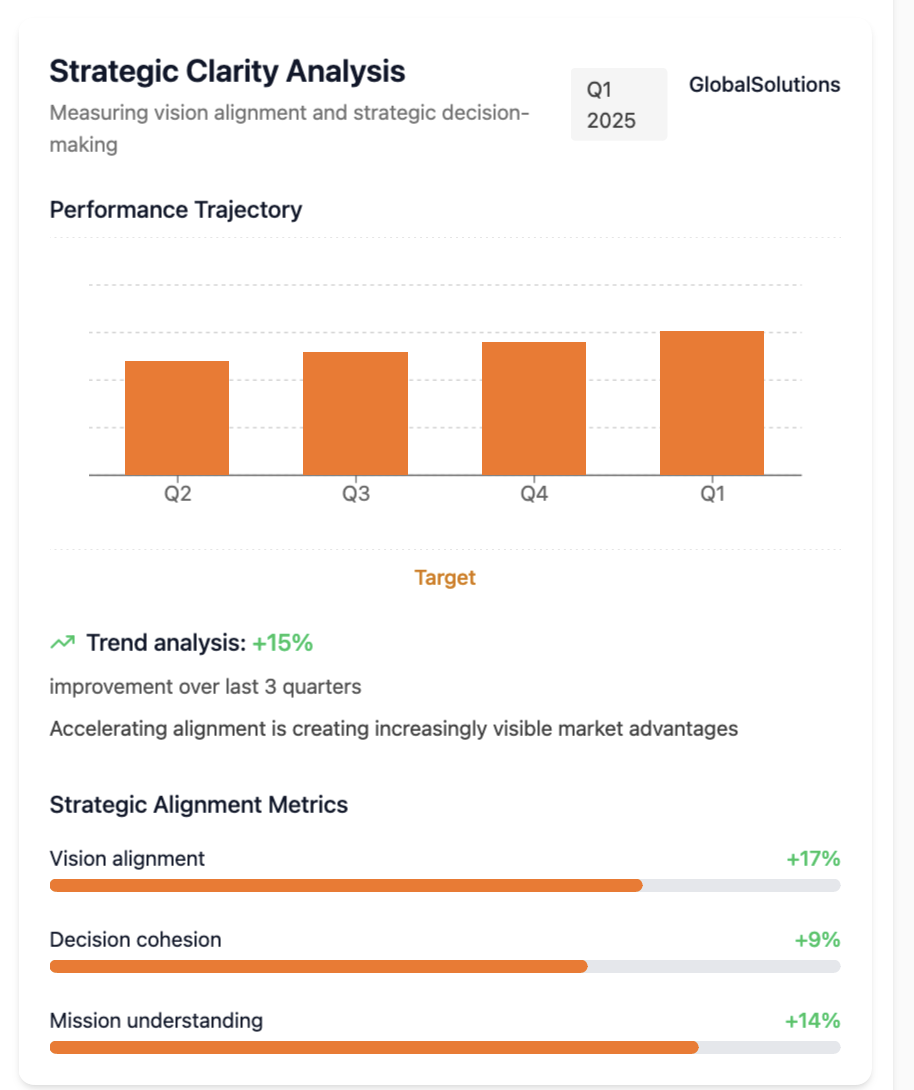 Strategic Clarity Analysis
Measuring vision alignment and strategic decision-
making
Q1
2025
GlobalSolutions
Performance Trajectory
Q2
Q3
Q4
Q1
Target
Trend analysis: +15%
improvement over last 3 quarters
Accelerating alignment is creating increasingly visible market advantages
Strategic Alignment Metrics
Vision alignment
+17%
Decision cohesion
+9%
Mission understanding
+14%